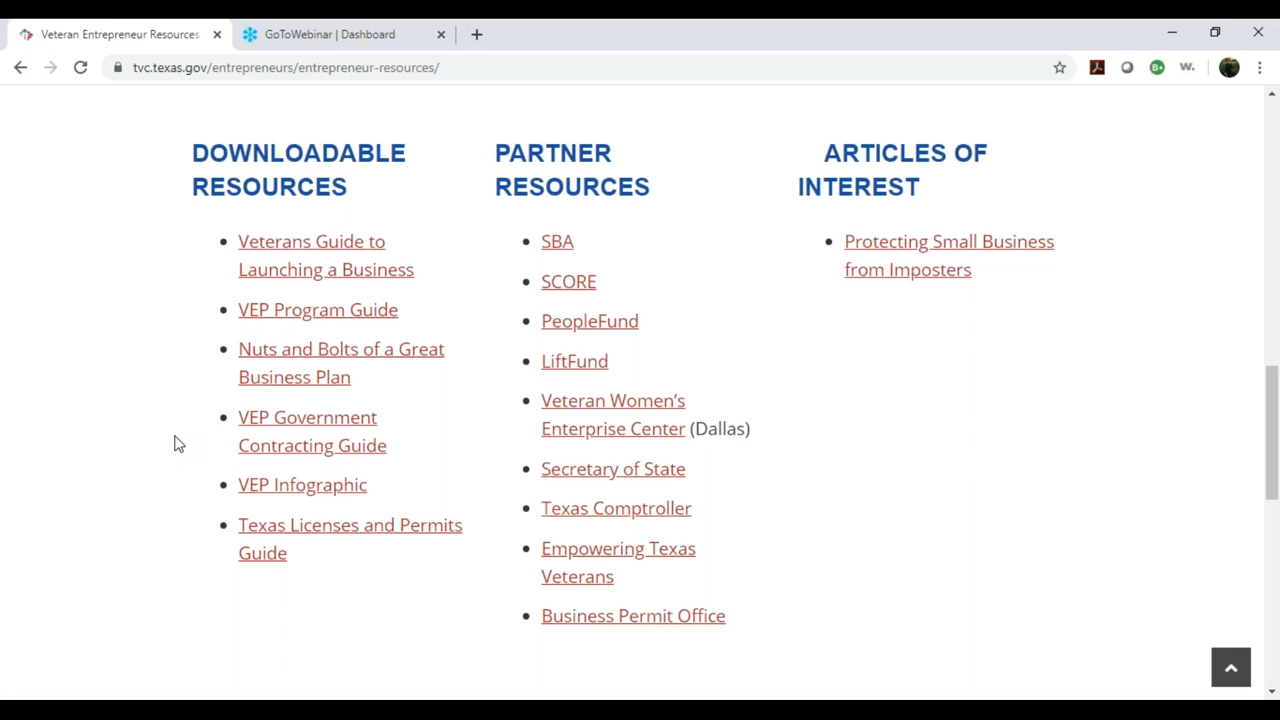 Veteran Entrepreneur Resources
GoToWebinar | Dashboard
tvc.texas.gov/entrepreneurs/entrepreneur-resources/
B+
W.
DOWNLOADABLE
RESOURCES
Veterans Guide to
Launching a Business
VEP Program Guide
Nuts and Bolts of a Great
Business Plan
VEP Government
Contracting Guide
VEP Infographic
Texas Licenses and Permits
Guide
PARTNER
RESOURCES
SBA
SCORE
PeopleFund
LiftFund
Veteran Women’s
Enterprise Center (Dallas)
Secretary of State
Texas Comptroller
Empowering Texas
Veterans
Business Permit Office
ARTICLES OF
INTEREST
Protecting Small Business
from Imposters